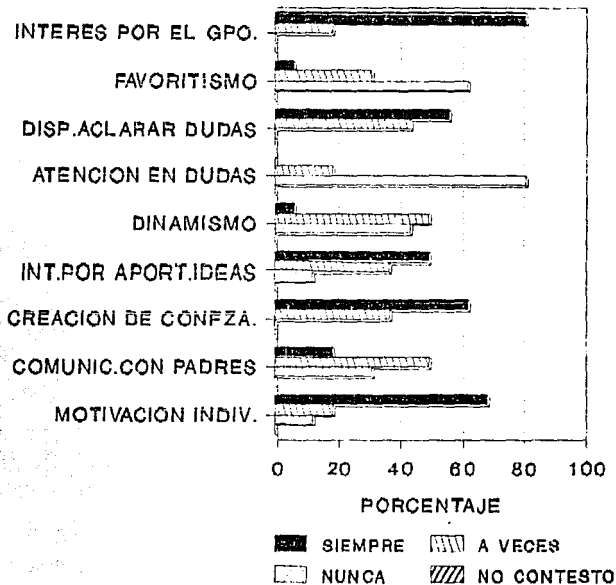 INTERES POR EL GPO.
FAVORITISMO
DISP.ACLARAR DUDAS
ATENCION EN DUDAS
DINAMISMO
INT.POR APORT.IDEAS
CREACION DE CONFZA.
COMUNIC.CON PADRES
MOTIVACION INDIV.
0 20 40 60 80 100
PORCENTAJE
SIEMPRE A VECES
NUNCA NO CONTESTO